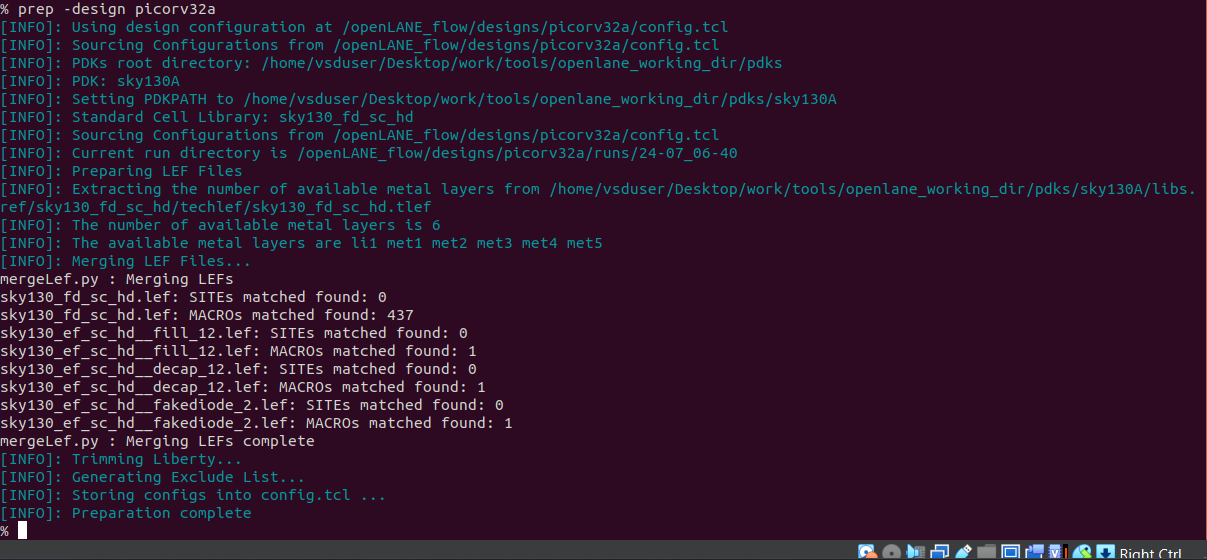 % prep -design picorv32a
[INFO]: Using design configuration at /openLANE_flow/designs/picorv32a/config.tcl
[INFO]: Sourcing Configurations from /openLANE_flow/designs/picorv32a/config.tcl
[INFO]: PDKs root directory: /home/vsduser/Desktop/work/tools/openlane_working_dir/pdks
[INFO]: PDK: sky130A
[INFO]: Setting PDKPATH to /home/vsduser/Desktop/work/tools/openlane_working_dir/pdks/sky130A
[INFO]: Standard Cell Library: sky130_fd_sc_hd
[INFO]: Sourcing Configurations from /openLANE_flow/designs/picorv32a/config.tcl
[INFO]: Current run directory is /openLANE_flow/designs/picorv32a/runs/24-07_06-40
[INFO]: Preparing LEF Files
[INFO]: Extracting the number of available metal layers from /home/vsduser/Desktop/work/tools/openlane_working_dir/pdks/sky130A/libs.
ref/sky130_fd_sc_hd/techlef/sky130_fd_sc_hd.tlef
[INFO]: The number of available metal layers is 6
[INFO]: The available metal layers are li1 met1 met2 met3 met4 met5
[INFO]: Merging LEF Files...
mergeLef.py : Merging LEFs
sky130_fd_sc_hd.lef: SITEs matched found: 0
sky130_fd_sc_hd.lef: MACROs matched found: 437
sky130_ef_sc_hd__fill_12.lef: SITEs matched found: 0
sky130_ef_sc_hd__fill_12.lef: MACROs matched found: 1
sky130_ef_sc_hd__decap_12.lef: SITEs matched found: 0
sky130_ef_sc_hd__decap_12.lef: MACROs matched found: 1
sky130_ef_sc_hd__fakediode_2.lef: SITEs matched found: 0
sky130_ef_sc_hd__fakediode_2.lef: MACROs matched found: 1
mergeLef.py : Merging LEFs complete
[INFO]: Trimming Liberty...
[INFO]: Generating Exclude List...
[INFO]: Storing configs into config.tcl ...
[INFO]: Preparation complete
%
Right Ctrl